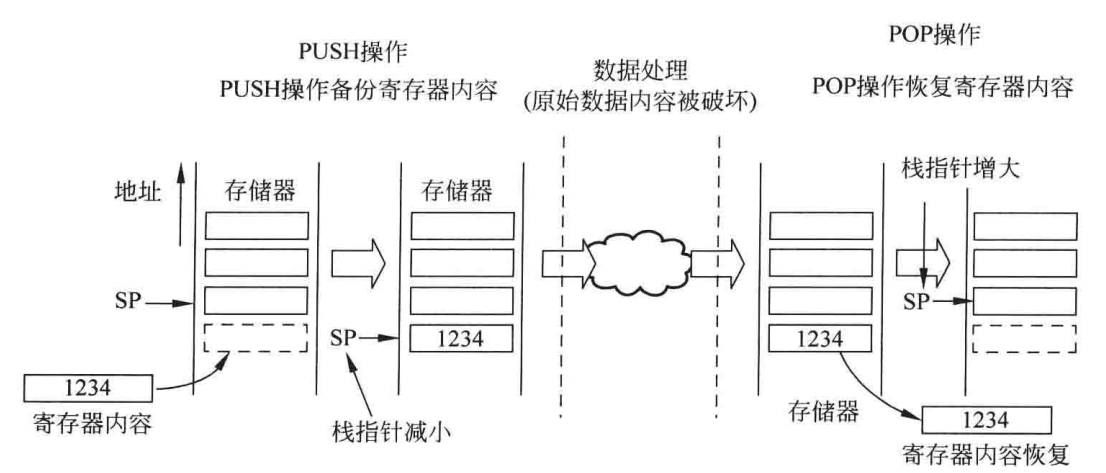 PUSH操作
PUSH操作备份寄存器内容
数据处理
(原始数据内容被破坏)
POP操作
POP操作恢复寄存器内容
地址
存储器
存储器
栈指针增大
SP
SP
1234
1234
SP
1234
寄存器内容
栈指针减小
存储器
1234
寄存器内容恢复